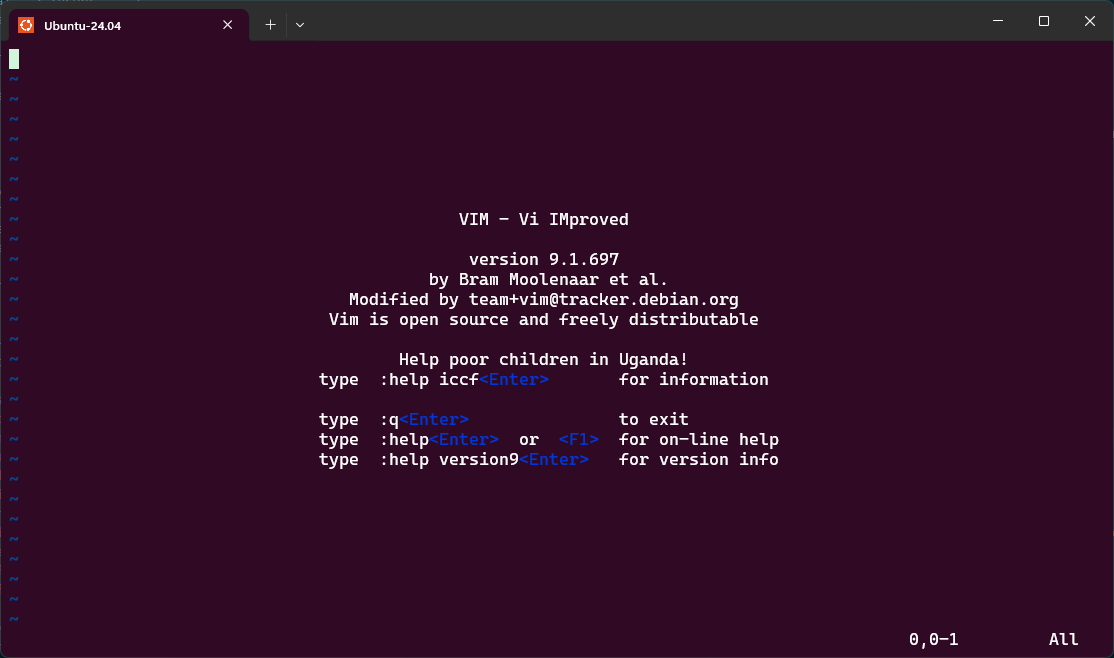 Ubuntu-24.04
~
~
~
~
~
~
~
~ VIM - Vi IMproved
~
~ version 9.1.697
~ by Bram Moolenaar et al.
~ Modified by team+vim@tracker.debian.org
~ Vim is open source and freely distributable
~
~ Help poor children in Uganda!
~ type :help iccf<Enter> for information
~
~ type :q<Enter> to exit
~ type :help<Enter> or <F1> for on-line help
~ type :help version9<Enter> for version info
~
~
~
~
~
~
~
~
0,0-1 All